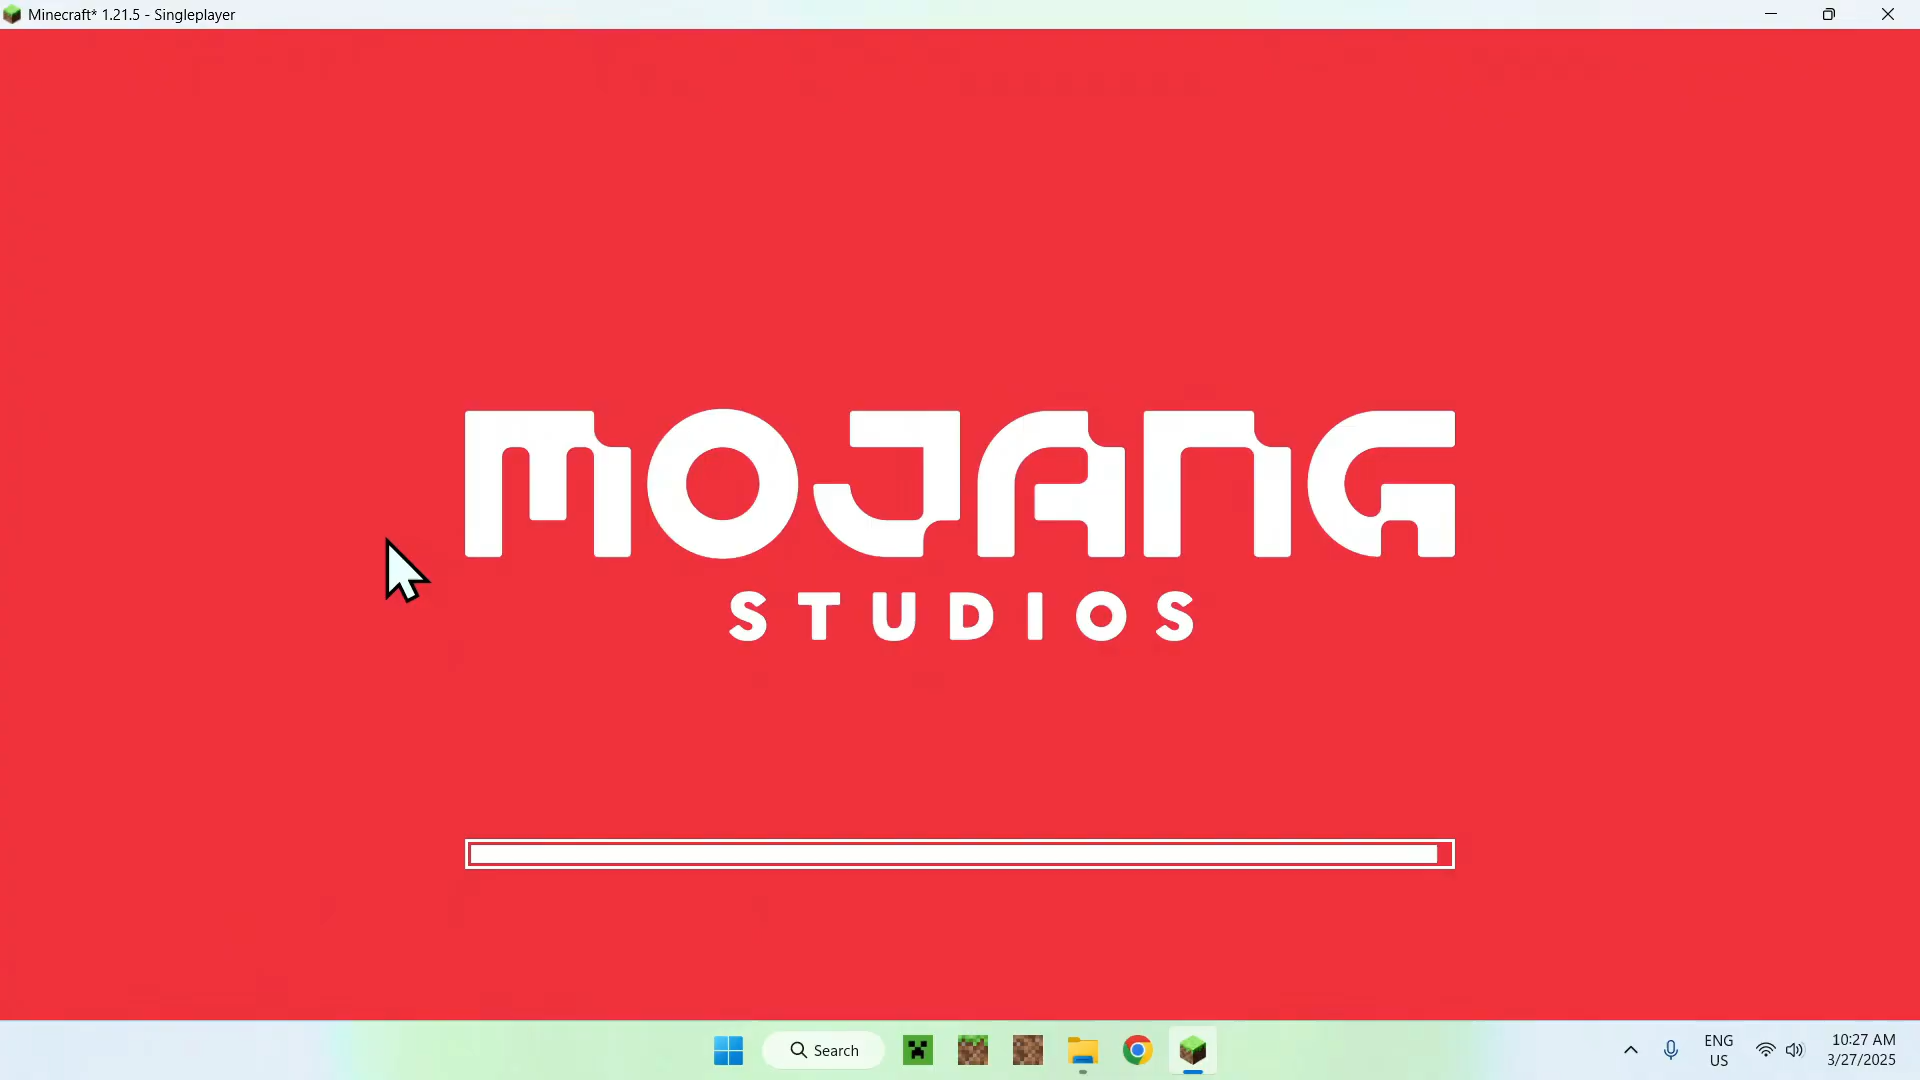 Minecraft* 1.21.5 - Singleplayer
MOJANG
STUDIOS
Search
ENG
US
10:27 AM
3/27/2025